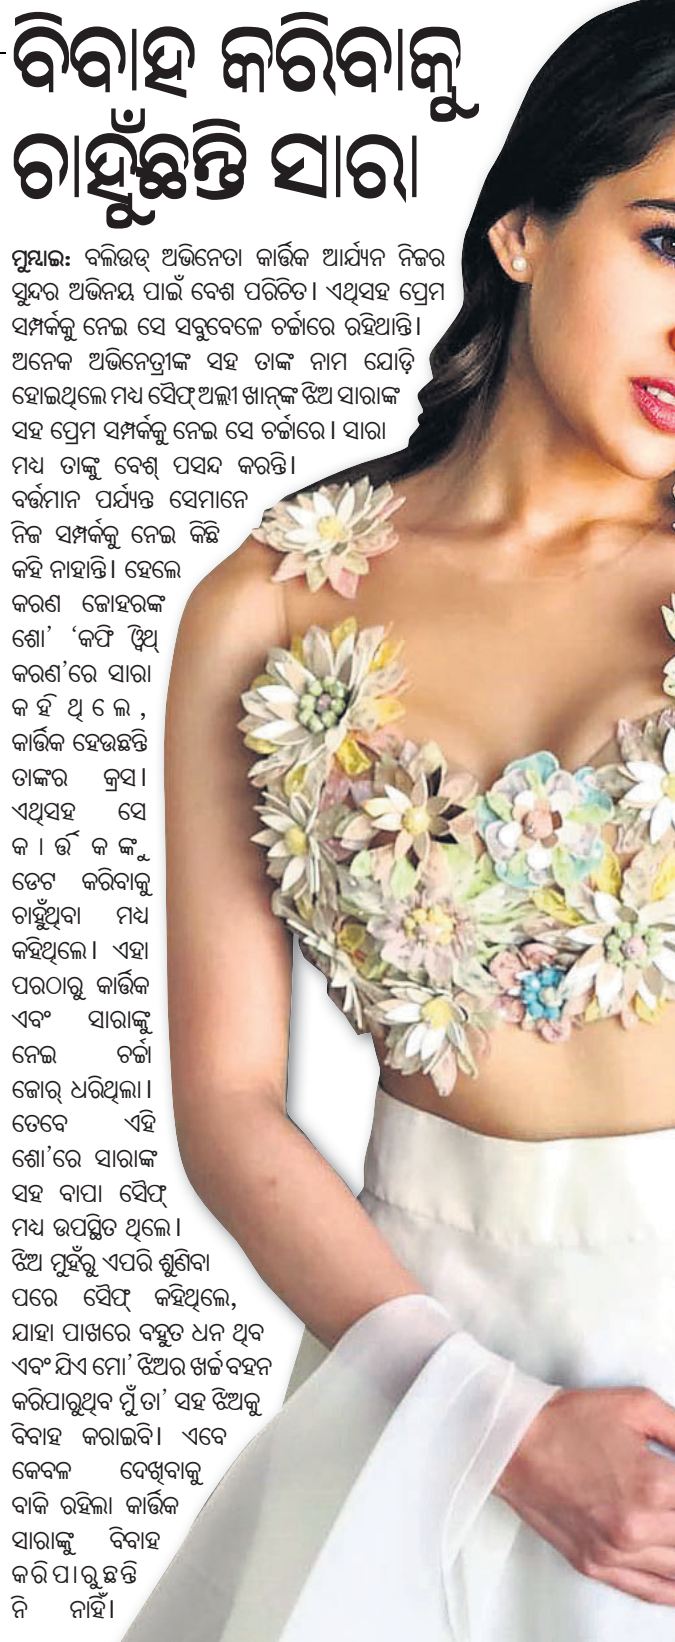 ବିବାହ କରିବାକୁ
ଚାହୁଁଛନ୍ତି ସାରା
ମୁମ୍ବାଇ: ବଲିଉଡ୍ ଅଭିନେତା କାର୍ତ୍ତିକ ଆର୍ଯ୍ୟନ ନିଜର
ସୁନ୍ଦର ଅଭିନୟ ପାଇଁ ବେଶ ପରିଚିତ। ଏଥିସହ ପ୍ରେମ
ସମ୍ପର୍କକୁ ନେଇ ସେ ସବୁବେଳେ ଚର୍ଚ୍ଚାରେ ରହିଥାନ୍ତି।
ଅନେକ ଅଭିନେତ୍ରୀଙ୍କ ସହ ତାଙ୍କ ନାମ ଯୋଡ଼ି
ହୋଇଥିଲେ ମଧ୍ୟ ସୈଫ୍ ଅଲ୍ଲୀ ଖାନ୍‌ଙ୍କ ଝିଅ ସାରାଙ୍କ
ସହ ପ୍ରେମ ସମ୍ପର୍କକୁ ନେଇ ସେ ଚର୍ଚ୍ଚାରେ। ସାରା
ମଧ୍ୟ ତାଙ୍କୁ ବେଶ୍ ପସନ୍ଦ କରନ୍ତି।
ବର୍ତ୍ତମାନ ପର୍ଯ୍ୟନ୍ତ ସେମାନେ
ନିଜ ସମ୍ପର୍କକୁ ନେଇ କିଛି
କହି ନାହାନ୍ତି। ହେଲେ
କରଣ ଜୋହରଙ୍କ
ଶୋ’ ‘କଫି ୱିଥ୍
କରଣ’ରେ ସାରା
କହିଥିଲେ,
କାର୍ତ୍ତିକ ହେଉଛନ୍ତି
ତାଙ୍କର କ୍ରସ।
ଏଥିସହ ସେ
କାର୍ତ୍ତିକଙ୍କୁ
ଡେଟ କରିବାକୁ
ଚାହୁଁଥିବା ମଧ୍ୟ
କହିଥିଲେ। ଏହା
ପରଠାରୁ କାର୍ତ୍ତିକ
ଏବଂ ସାରାଙ୍କୁ
ନେଇ ଚର୍ଚ୍ଚା
ଜୋର୍ ଧରିଥିଲା।
ତେବେ ଏହି
ଶୋ’ରେ ସାରାଙ୍କ
ସହ ବାପା ସୈଫ୍
ମଧ୍ୟ ଉପସ୍ଥିତ ଥିଲେ।
ଝିଅ ମୁହଁରୁ ଏପରି ଶୁଣିବା
ପରେ ସୈଫ୍ କହିଥିଲେ,
ଯାହା ପାଖରେ ବହୁତ ଧନ ଥିବ
ଏବଂ ଯିଏ ମୋ’ ଝିଅର ଖର୍ଚ୍ଚ ବହନ
କରିପାରୁଥିବ ମୁଁ ତା’ ସହ ଝିଅକୁ
ବିବାହ କରାଇବି। ଏବେ
କେବଳ ଦେଖିବାକୁ
ବାକି ରହିଲା କାର୍ତ୍ତିକ
ସାରାଙ୍କୁ ବିବାହ
କରିପାରୁଛନ୍ତି
ନି ନାହିଁ।